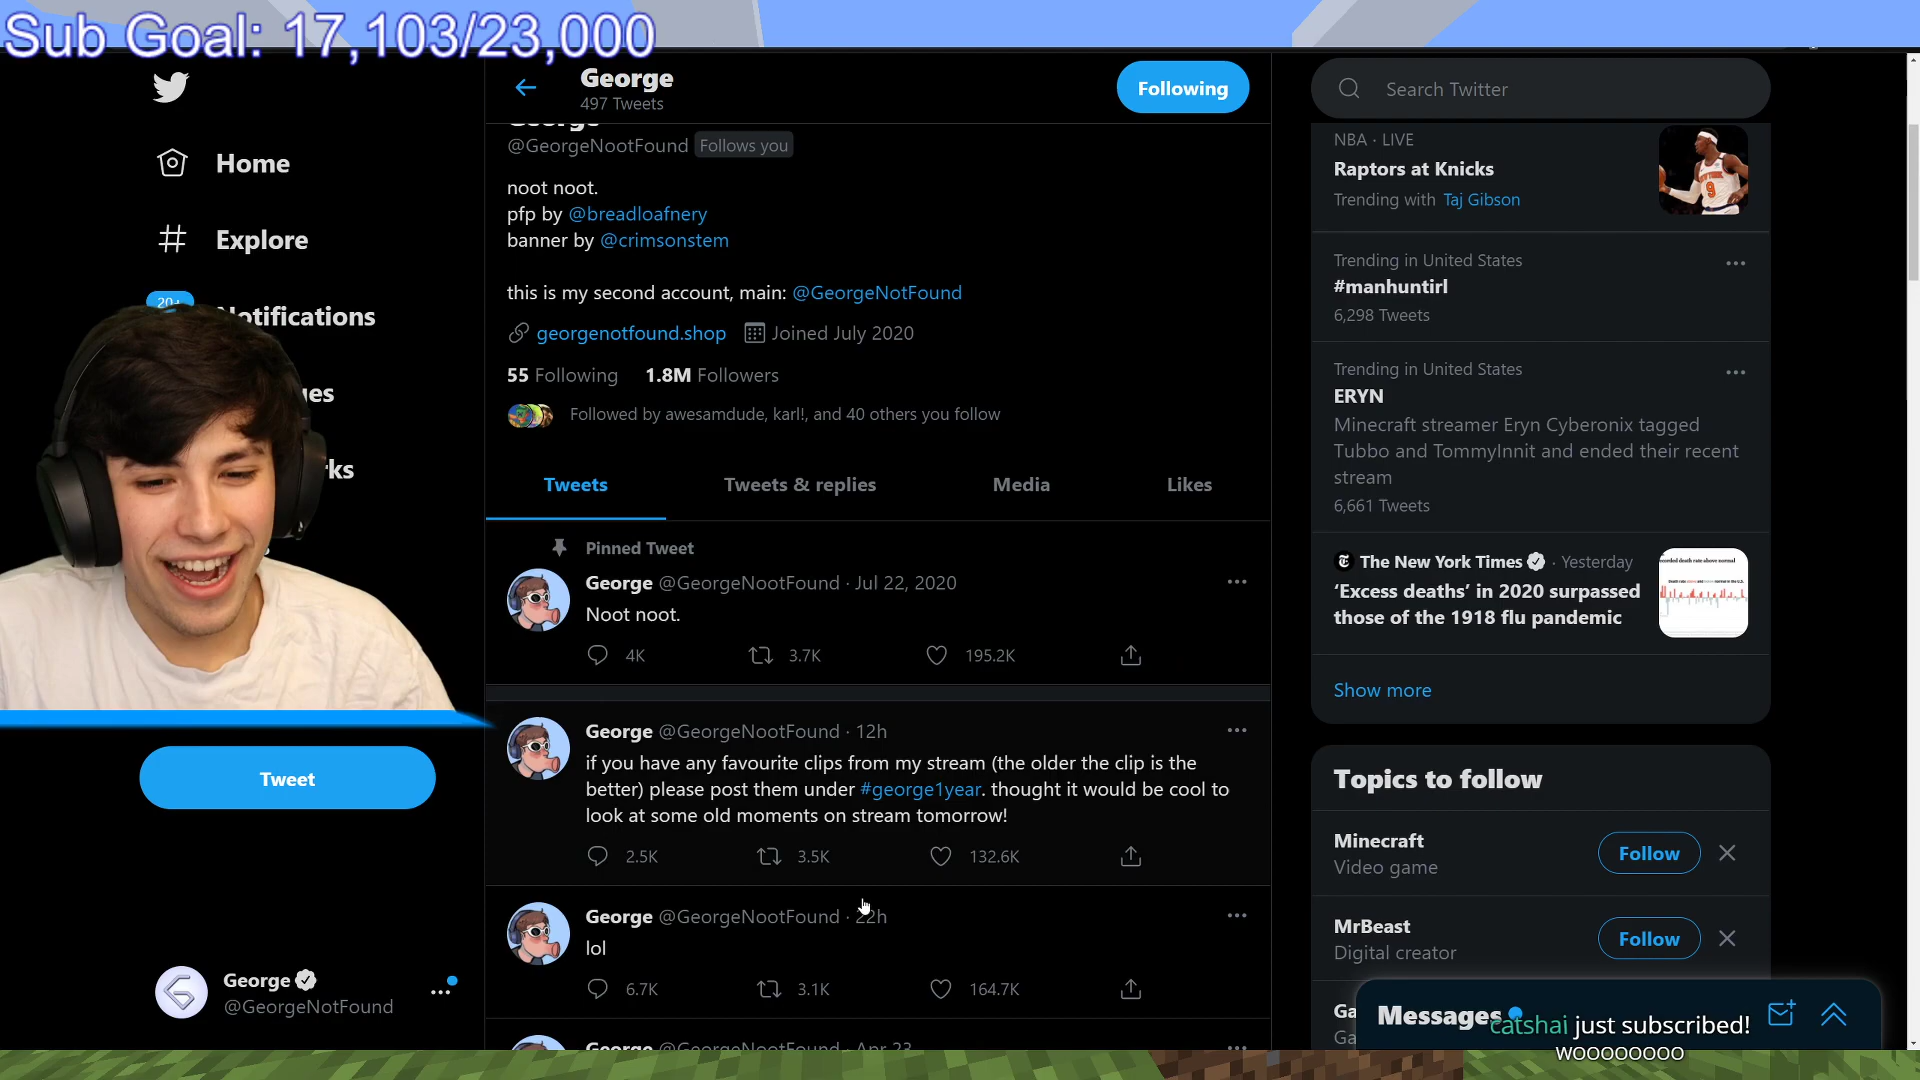 Sub Goal: 17,103/23,000
Home
Explore
20+
Notifications
Tweet
George
@GeorgeNotFound
George
497 Tweets
Following
George
@GeorgeNootFound Follows you
noot noot.
pfp by @breadloafnery
banner by @crimsonstem
this is my second account, main: @GeorgeNotFound
georgenotfound.shop Joined July 2020
55 Following 1.8M Followers
Followed by awesamdude, karl!, and 40 others you follow
Tweets Tweets & replies Media Likes
Pinned Tweet
George @GeorgeNootFound · Jul 22, 2020
Noot noot.
4K 3.7K 195.2K
George @GeorgeNootFound · 12h
if you have any favourite clips from my stream (the older the clip is the
better) please post them under #george1year. thought it would be cool to
look at some old moments on stream tomorrow!
2.5K 3.5K 132.6K
George @GeorgeNootFound · 22h
lol
6.7K 3.1K 164.7K
George @GeorgeNootFound · Apr 23
Search Twitter
NBA · LIVE
Raptors at Knicks
Trending with Taj Gibson
Trending in United States
#manhuntirl
6,298 Tweets
Trending in United States
ERYN
Minecraft streamer Eryn Cyberonix tagged
Tubbo and TommyInnit and ended their recent
stream
6,661 Tweets
The New York Times · Yesterday
‘Excess deaths’ in 2020 surpassed
those of the 1918 flu pandemic
Show more
Topics to follow
Minecraft
Video game
Follow
MrBeast
Digital creator
Follow
Messages
catshai just subscribed!
WOOOOOOOO